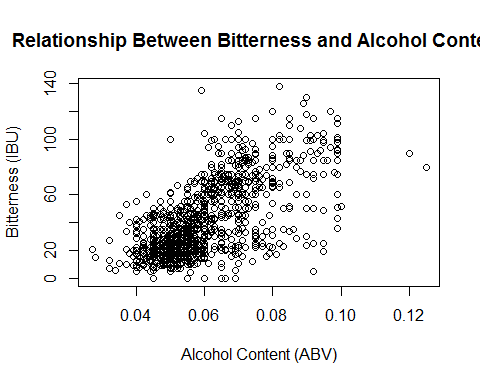 Relationship Between Bitterness and Alcohol Conte
140
100
60
20
0
Bitterness (IBU)
0.04 0.06 0.08 0.10 0.12
Alcohol Content (ABV)